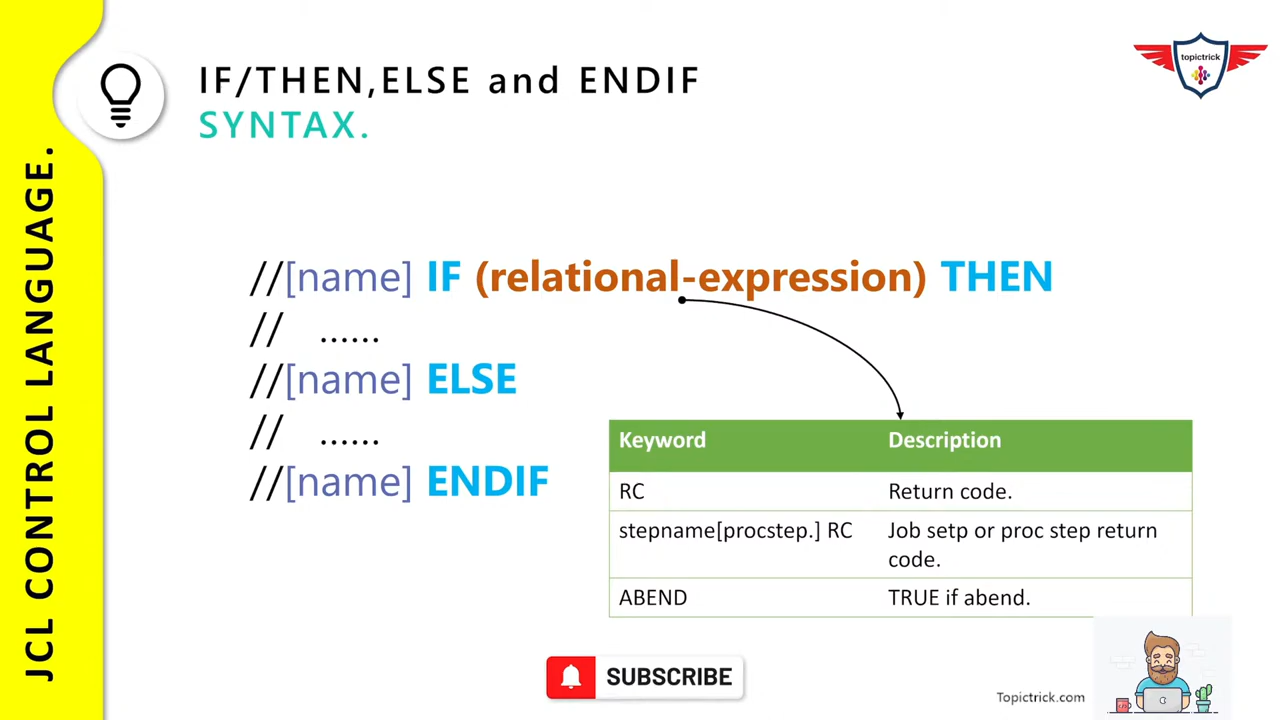 JCL CONTROL LANGUAGE.
IF/THEN,ELSE and ENDIF
SYNTAX.
topictrick
//[name] IF (relational-expression) THEN
// ......
//[name] ELSE
// ......
//[name] ENDIF
Keyword Description
RC Return code.
stepname[procstep.] RC Job setp or proc step return
code.
ABEND TRUE if abend.
SUBSCRIBE
Topictrick.com